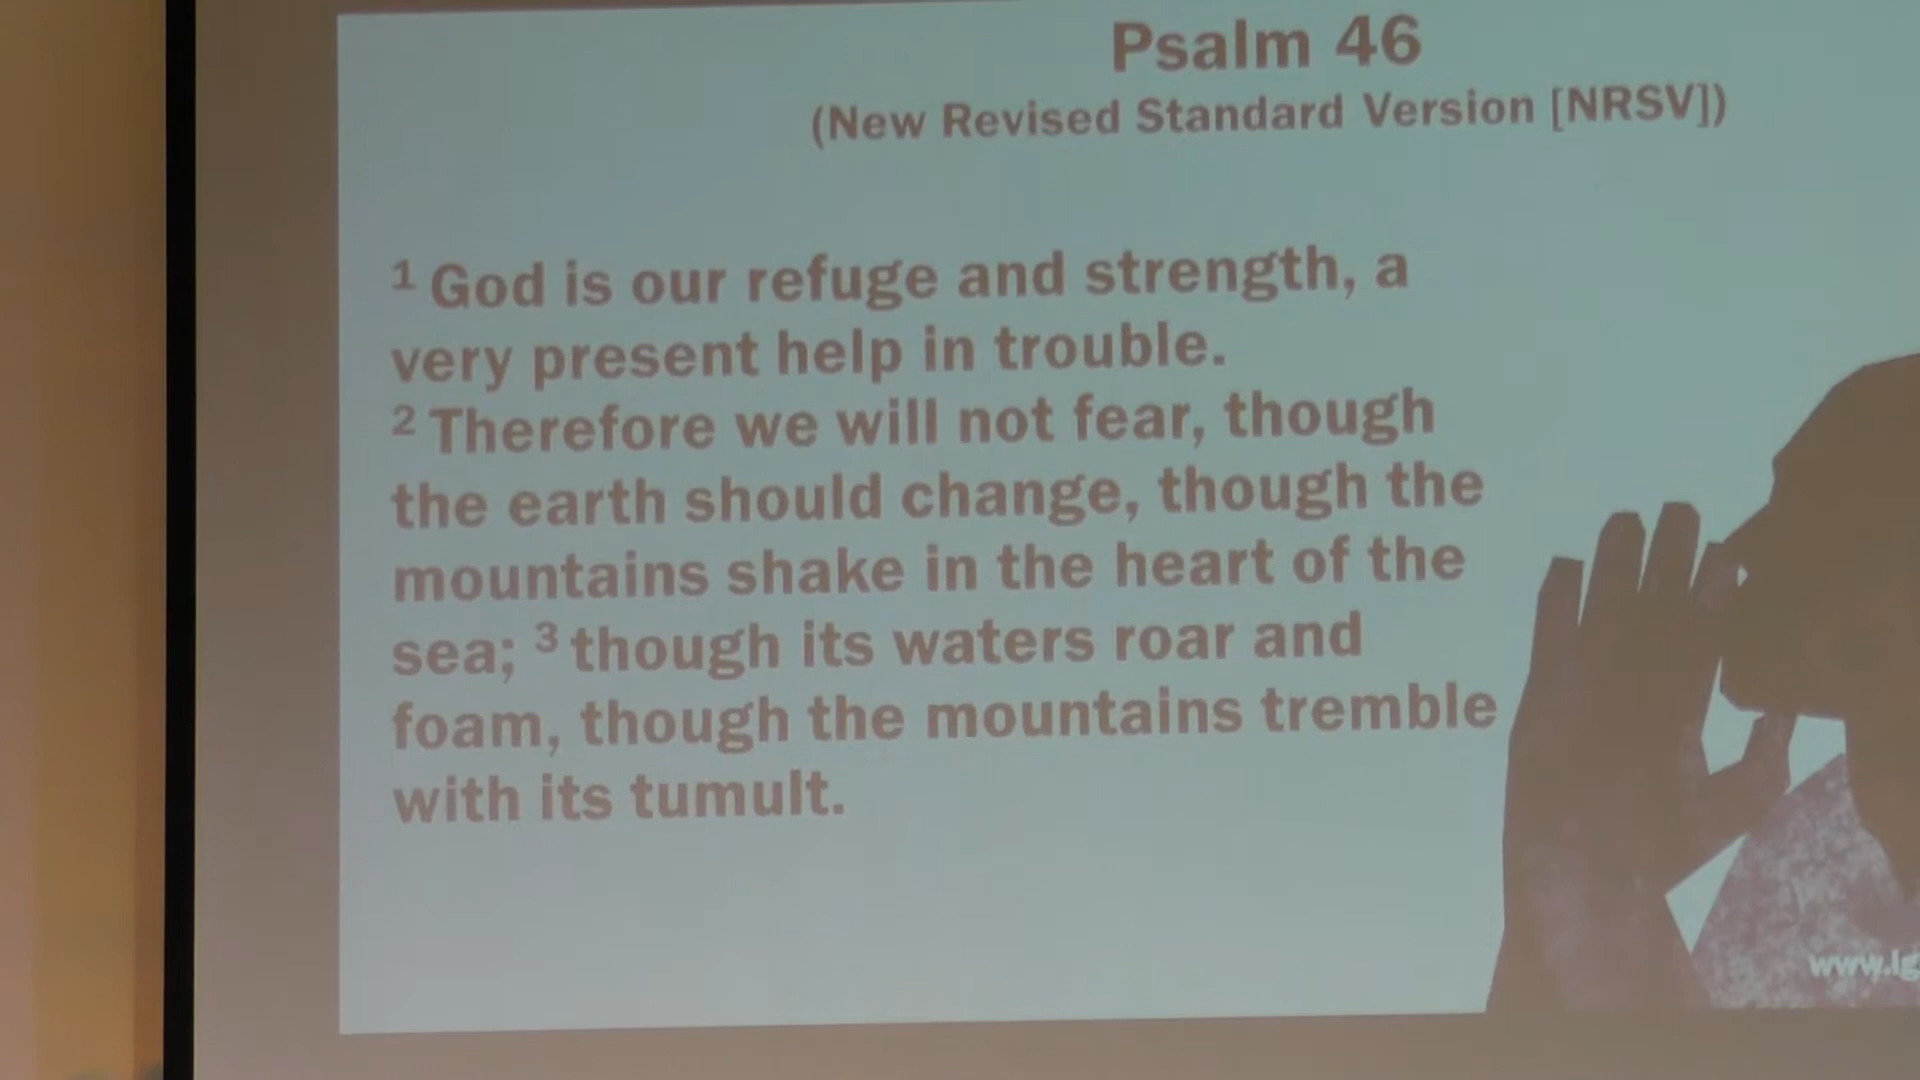 Psalm 46
(New Revised Standard Version [NRSV])
1 God is our refuge and strength, a
very present help in trouble.
2 Therefore we will not fear, though
the earth should change, though the
mountains shake in the heart of the
sea; 3 though its waters roar and
foam, though the mountains tremble
with its tumult.